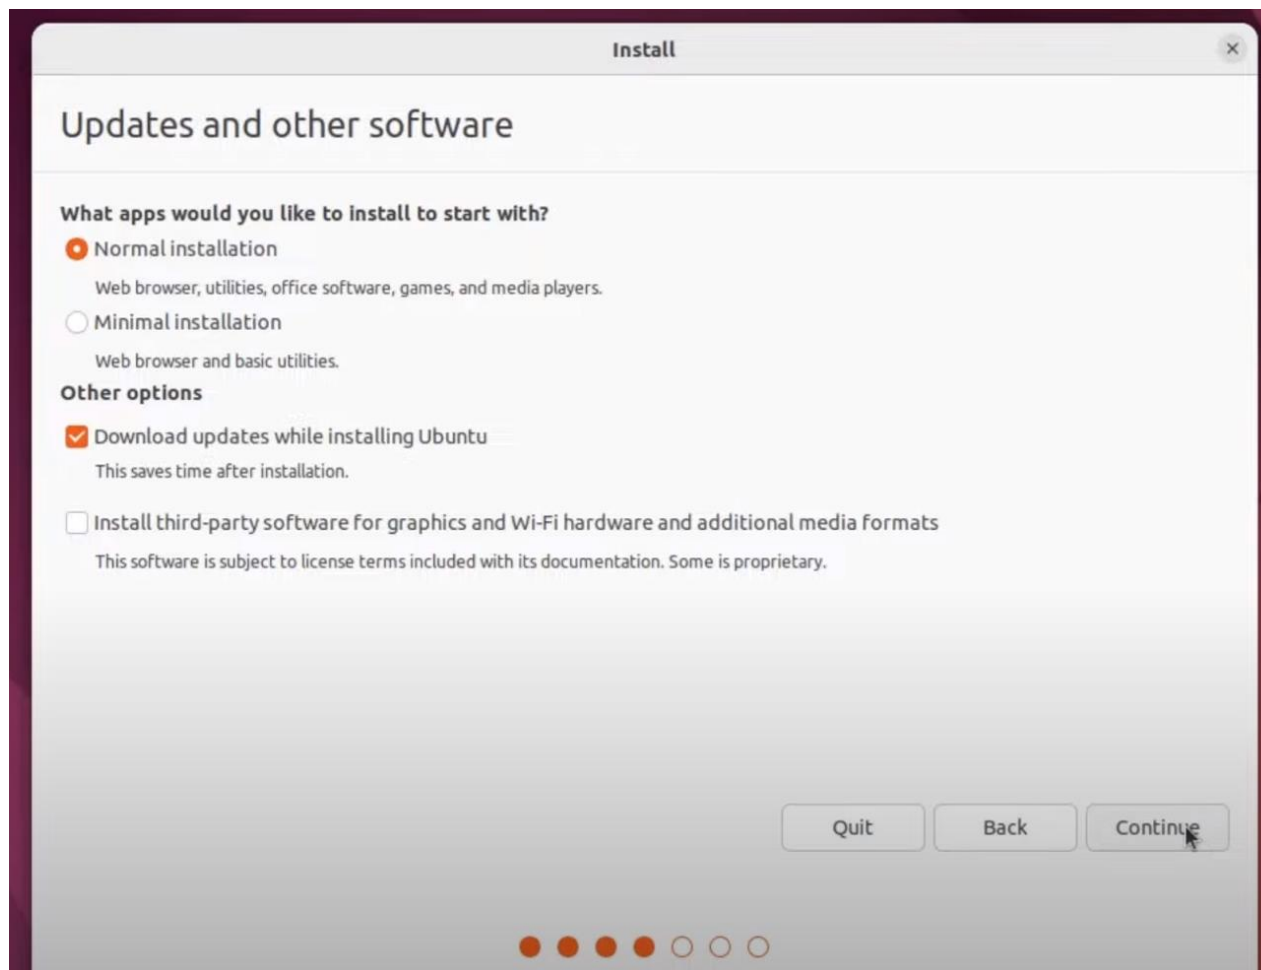 Install
Updates and other software
What apps would you like to install to start with?
Normal installation
Web browser, utilities, office software, games, and media players.
Minimal installation
Web browser and basic utilities.
Other options
Download updates while installing Ubuntu
This saves time after installation.
Install third-party software for graphics and Wi-Fi hardware and additional media formats
This software is subject to license terms included with its documentation. Some is proprietary.
Quit Back Continue